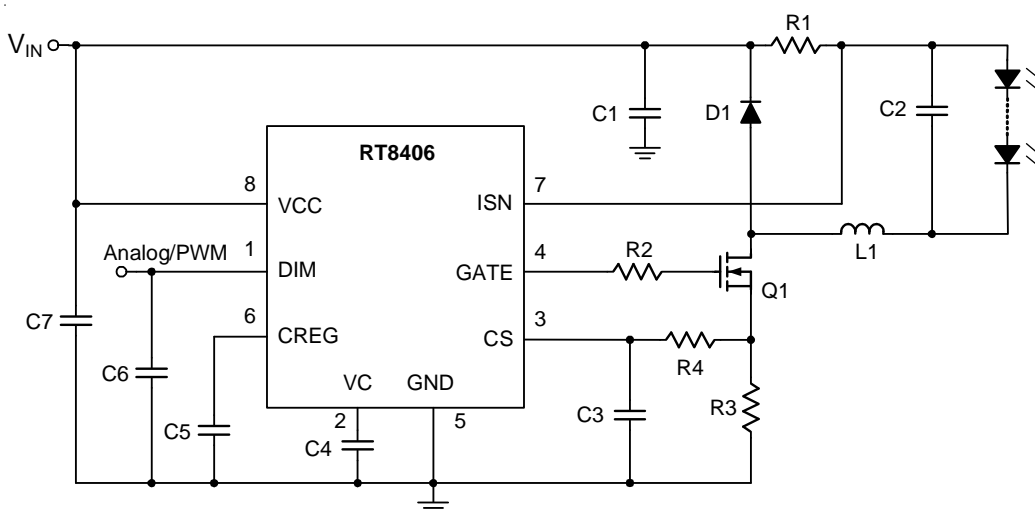 R1
VIN
C1
D1
C2
RT8406
8
7
VCC
ISN
Analog/PWM
1
4
R2
L1
DIM
GATE
Q1
6
3
C7
CREG
CS
C6
R4
VC
GND
R3
C5
2
5
C3
C4